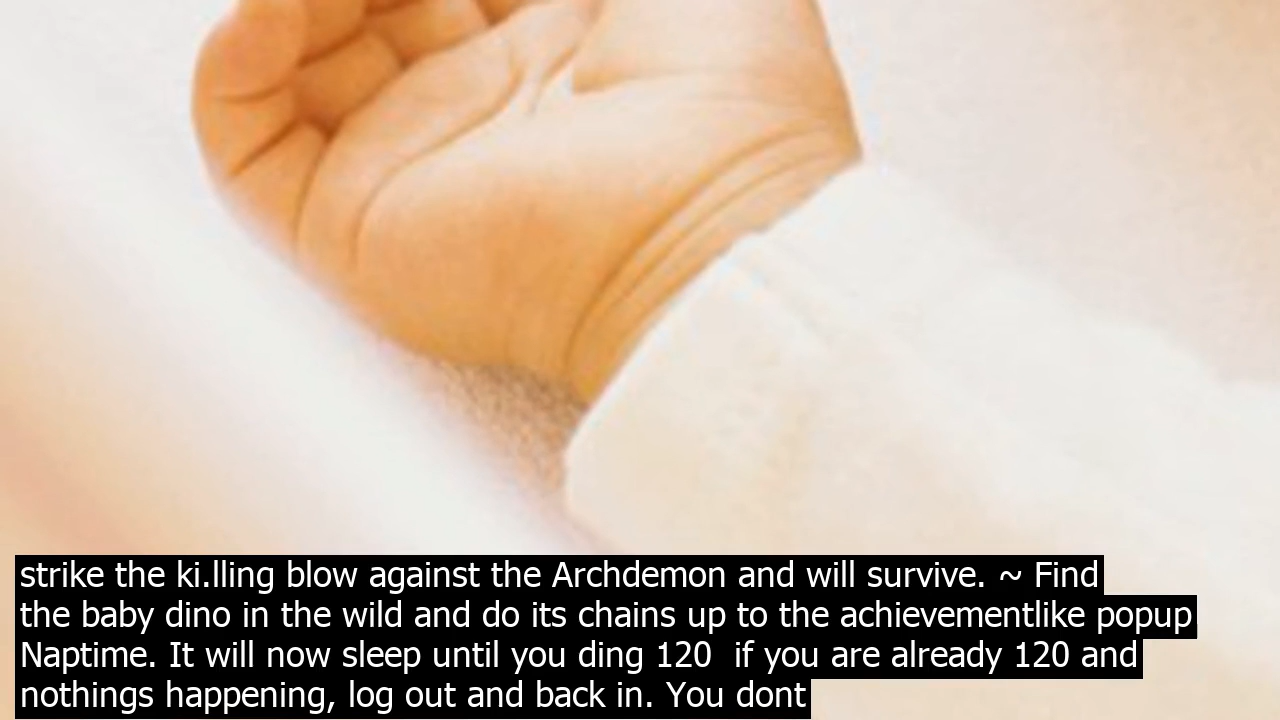 strike the ki.lling blow against the Archdemon and will survive. ~ Find
the baby dino in the wild and do its chains up to the achievementlike popup
Naptime. It will now sleep until you ding 120  if you are already 120 and
nothings happening, log out and back in. You dont